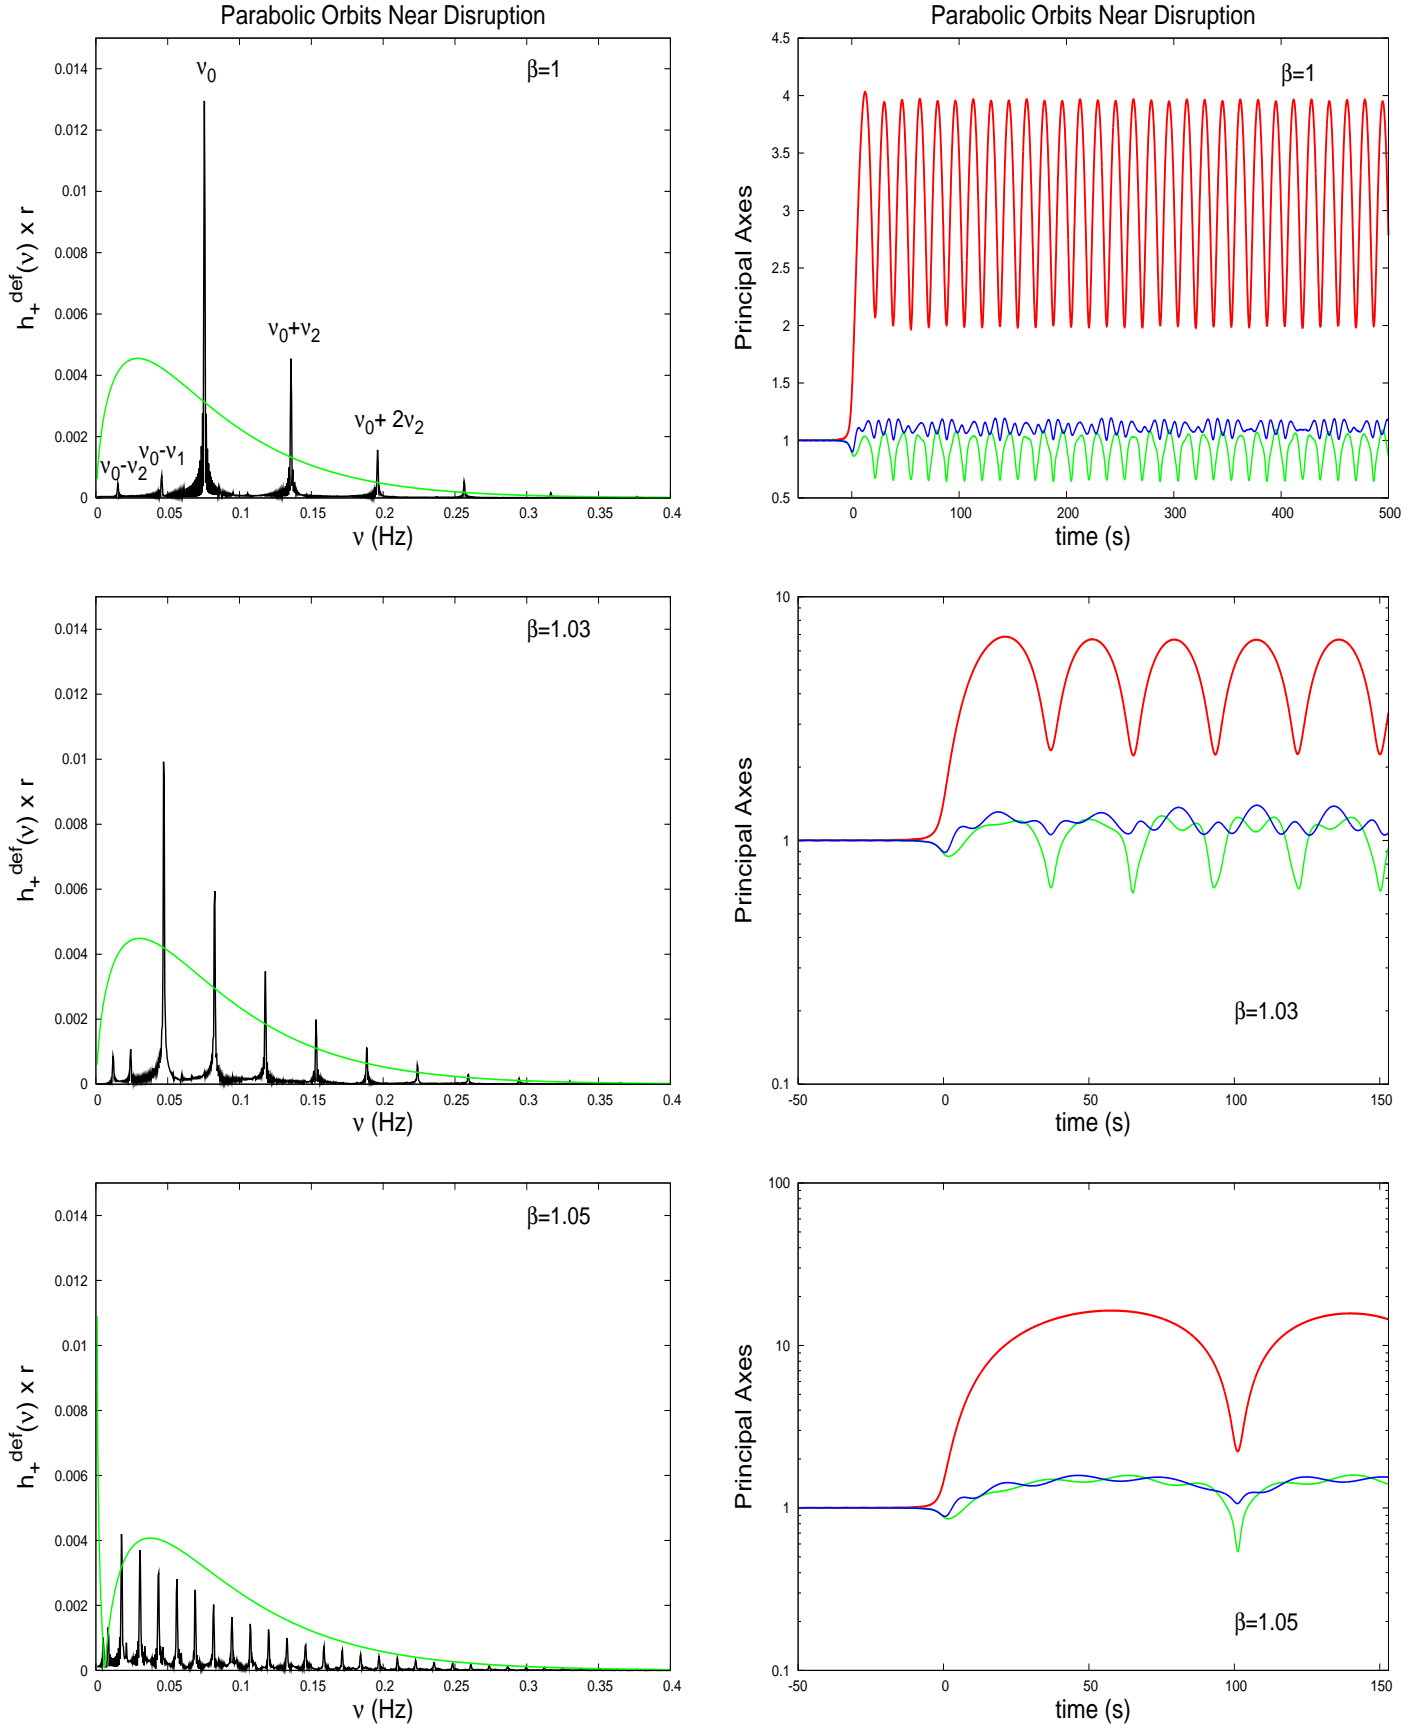 Parabolic Orbits Near Disruption
β=1
ν0
ν0+ν2
ν0+ 2ν2
ν0-ν1
ν0-ν2
h+def(ν) x r
0.014
0.012
0.01
0.008
0.006
0.004
0.002
0
0 0.05 0.1 0.15 0.2 0.25 0.3 0.35 0.4
ν (Hz)
Parabolic Orbits Near Disruption
β=1
Principal Axes
4.5
4
3.5
3
2.5
2
1.5
1
0.5
0 100 200 300 400 500
time (s)
β=1.03
h+def(ν) x r
0.014
0.012
0.01
0.008
0.006
0.004
0.002
0
0 0.05 0.1 0.15 0.2 0.25 0.3 0.35 0.4
ν (Hz)
Principal Axes
10
1
0.1
β=1.03
-50 0 50 100 150
time (s)
β=1.05
h+def(ν) x r
0.014
0.012
0.01
0.008
0.006
0.004
0.002
0
0 0.05 0.1 0.15 0.2 0.25 0.3 0.35 0.4
ν (Hz)
Principal Axes
100
10
1
0.1
β=1.05
-50 0 50 100 150
time (s)